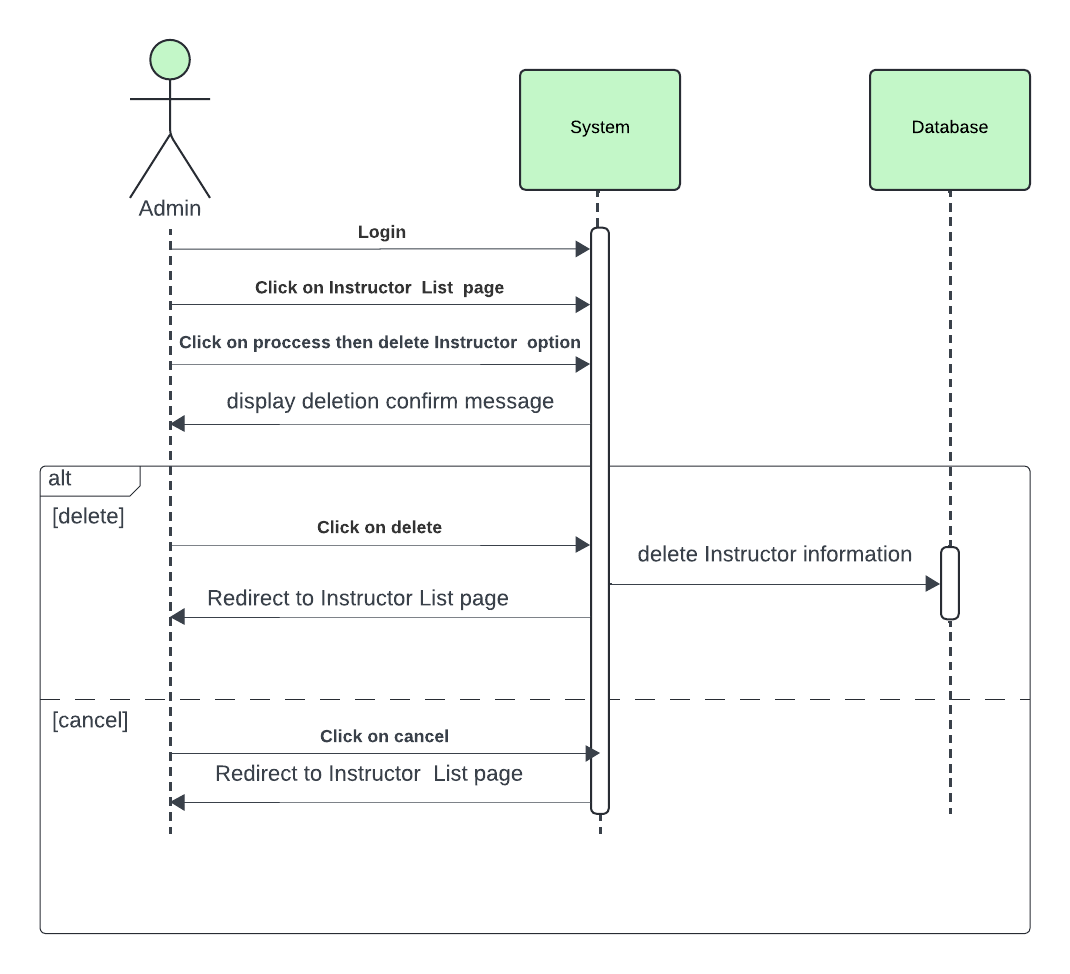 System
Database
Admin
Login
Click on Instructor List page
Click on proccess then delete Instructor option
display deletion confirm message
alt
[delete]
Click on delete
delete Instructor information
Redirect to Instructor List page
[cancel]
Click on cancel
Redirect to Instructor List page